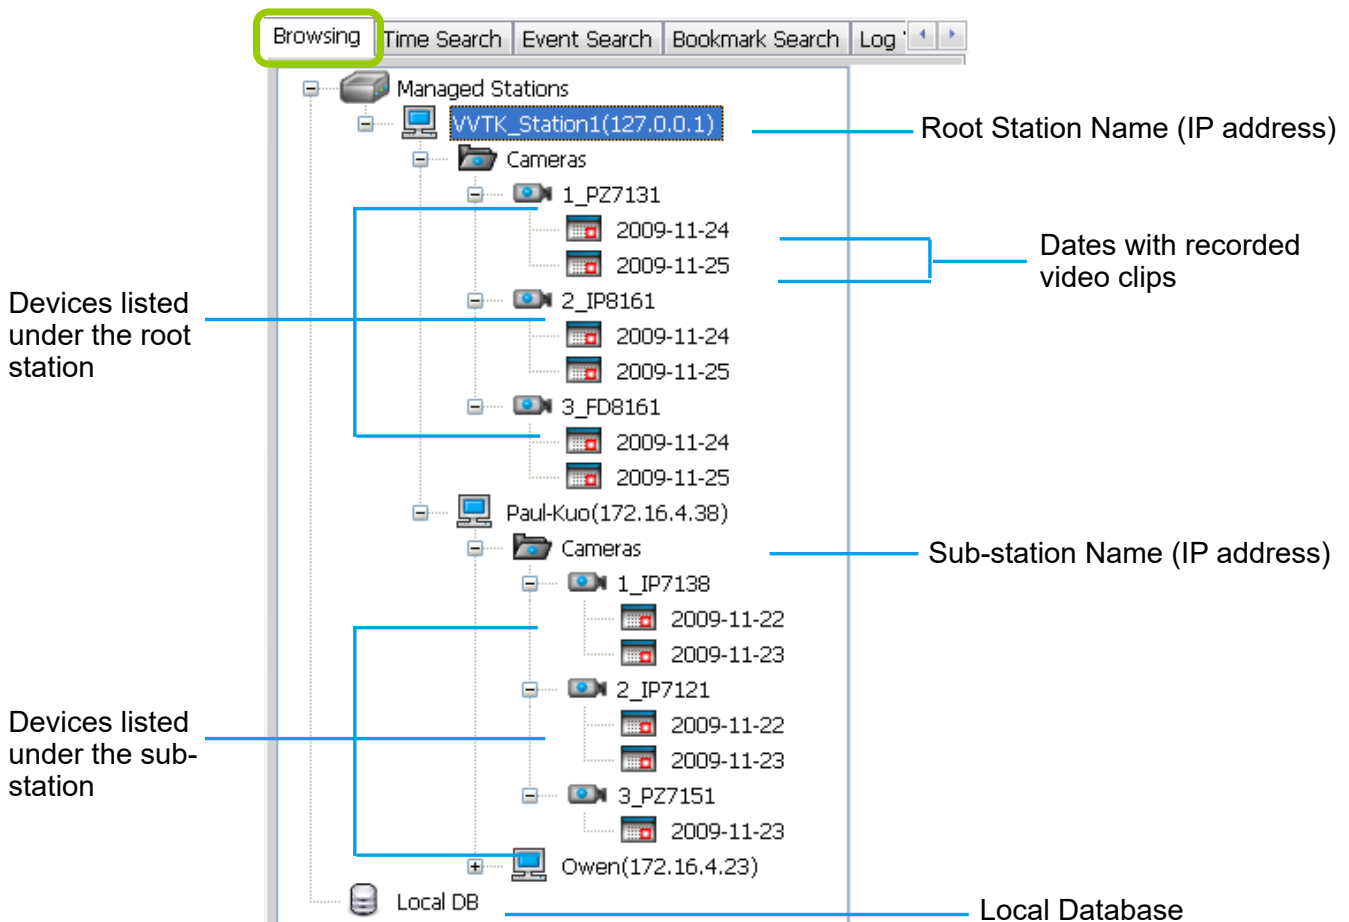 Browsing Time Search Event Search Bookmark Search Log
Managed Stations
VVTK_Station1(127.0.0.1)
Root Station Name (IP address)
Cameras
1_PZ7131
2009-11-24
2009-11-25
Dates with recorded
video clips
Devices listed
under the root
station
2_IP8161
2009-11-24
2009-11-25
3_FD8161
2009-11-24
2009-11-25
Paul-Kuo(172.16.4.38)
Cameras
Sub-station Name (IP address)
1_IP7138
2009-11-22
2009-11-23
2_IP7121
2009-11-22
2009-11-23
Devices listed
under the sub-
station
3_PZ7151
2009-11-23
Owen(172.16.4.23)
Local DB
Local Database